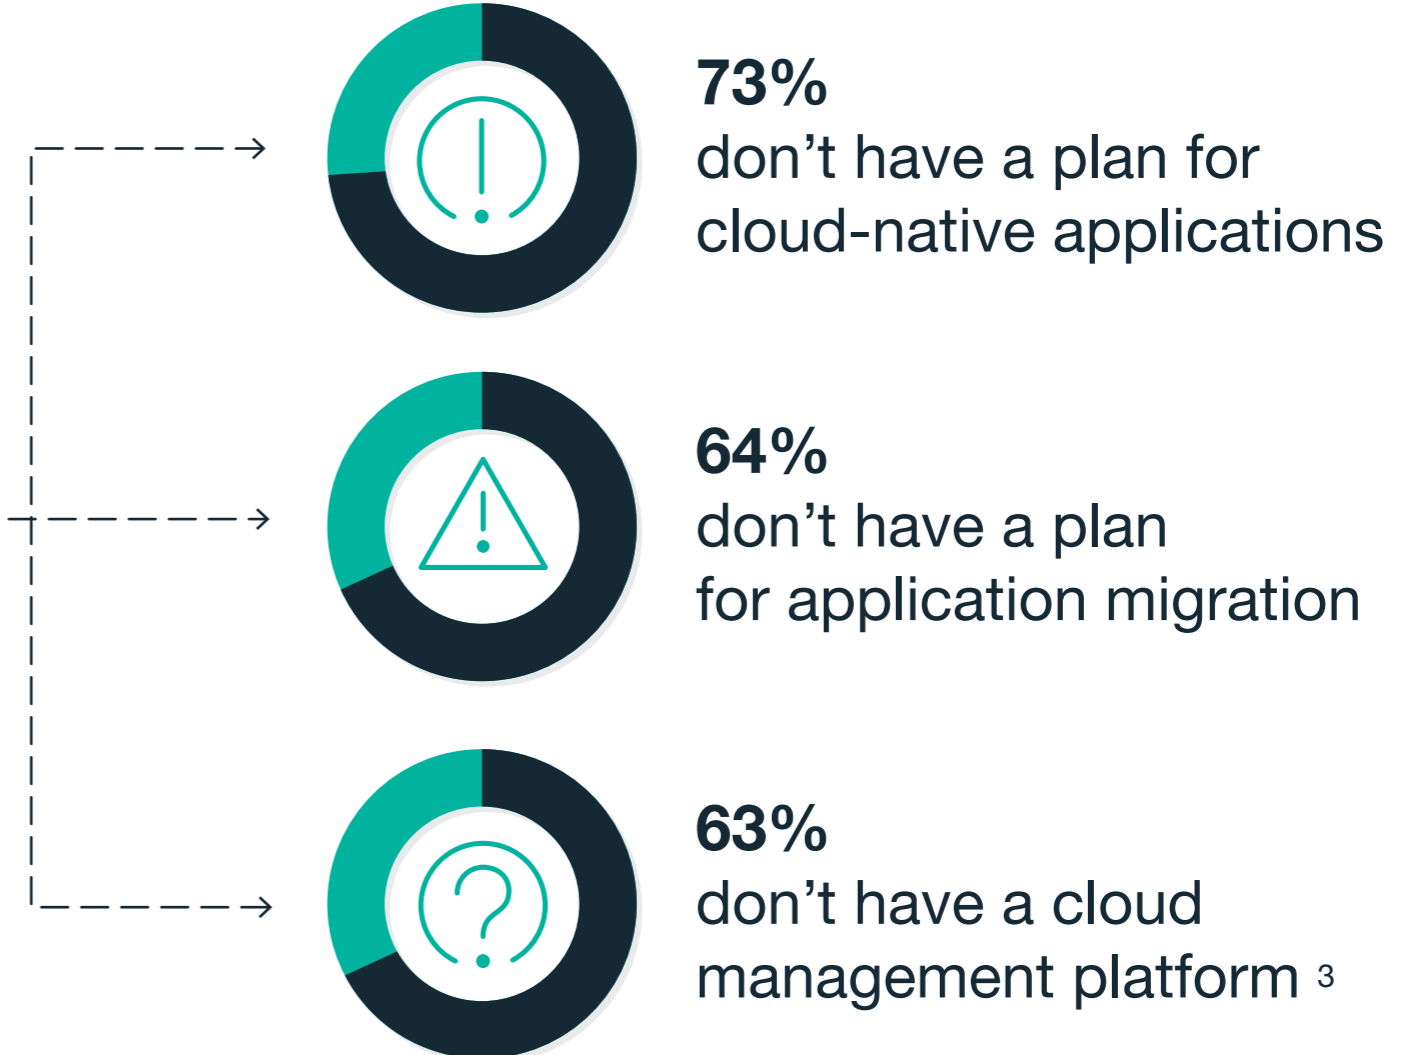 73%
don’t have a plan for
cloud-native applications
64%
don’t have a plan
for application migration
63%
don’t have a cloud
management platform 3